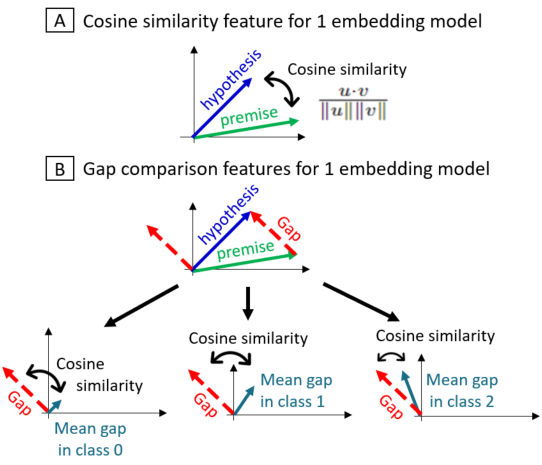 A Cosine similarity feature for 1 embedding model
hypothesis
premise
Cosine similarity
u·v
‖u‖‖v‖
B Gap comparison features for 1 embedding model
hypothesis
premise
Gap
Cosine
similarity
Gap
Mean gap
in class 0
Cosine similarity
Gap
Mean gap
in class 1
Cosine similarity
Gap
Mean gap
in class 2